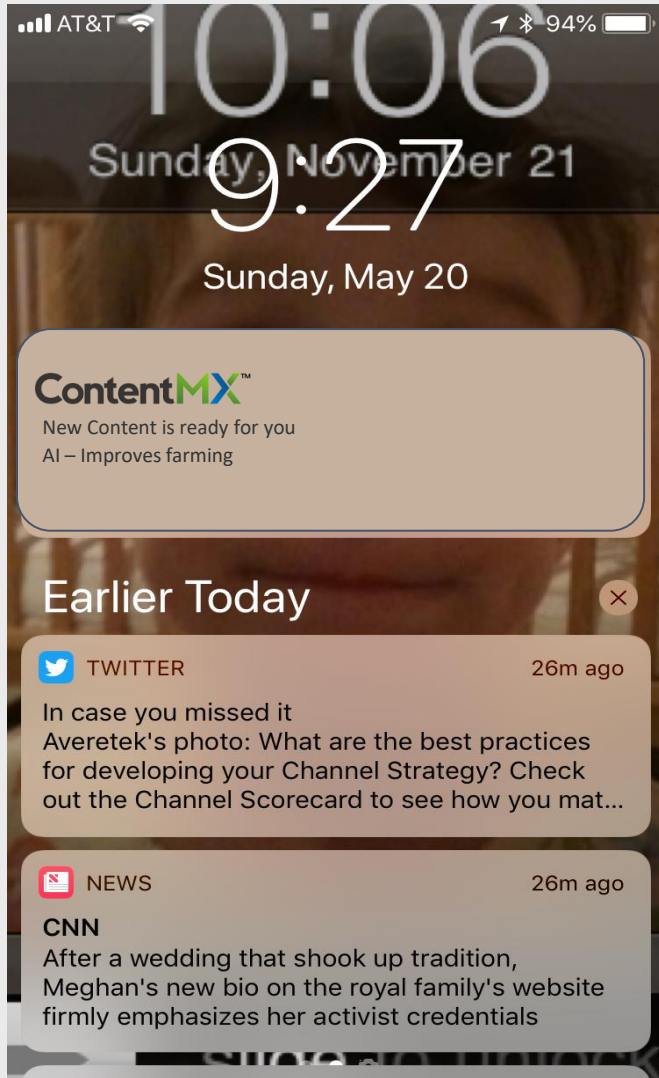 AT&T 94%
10:06
Sunday, November 21
9:27
Sunday, May 20
ContentMX™
New Content is ready for you
AI – Improves farming
Earlier Today
TWITTER 26m ago
In case you missed it
Averetek's photo: What are the best practices
for developing your Channel Strategy? Check
out the Channel Scorecard to see how you mat...
NEWS 26m ago
CNN
After a wedding that shook up tradition,
Meghan's new bio on the royal family's website
firmly emphasizes her activist credentials
slide to unlock